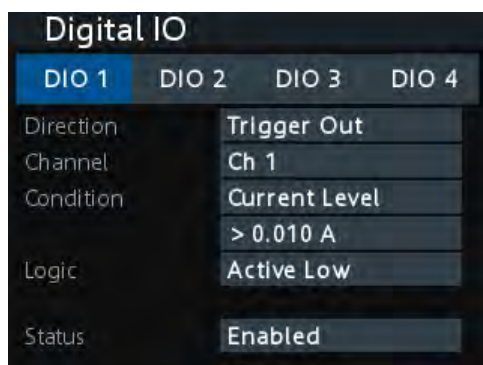 Digital IO
DIO 1 DIO 2 DIO 3 DIO 4
Direction Trigger Out
Channel Ch 1
Condition Current Level
> 0.010 A
Logic Active Low
Status Enabled